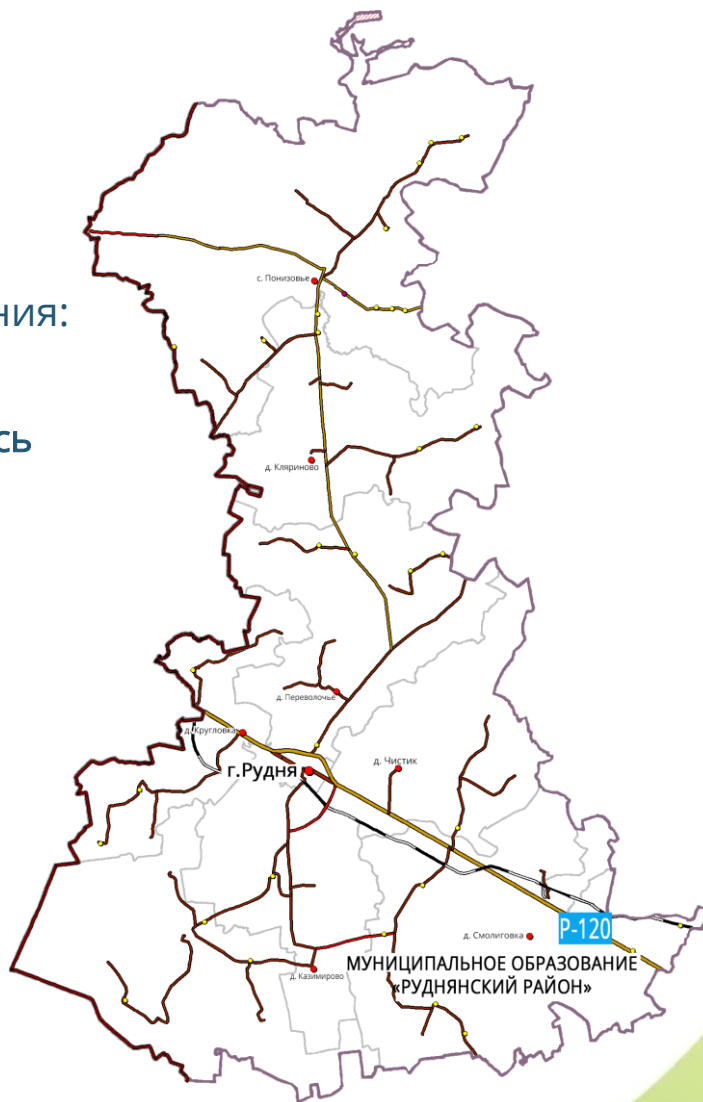 ния:
сь
с. Понизовье
д. Кляриново
д. Переволочье
д. Кругловка
г.Рудня
д. Чистик
Р-120
д. Смолиговка
МУНИЦИПАЛЬНОЕ ОБРАЗОВАНИЕ
«РУДНЯНСКИЙ РАЙОН»
д. Казимирово